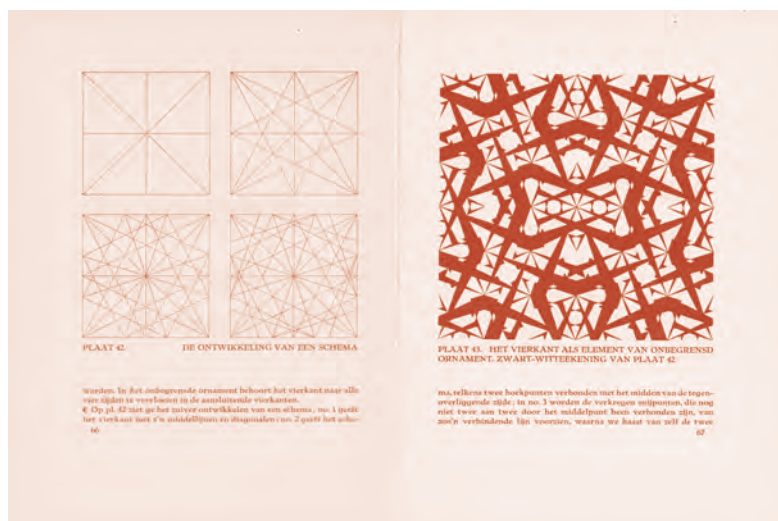 PLAAT 42. DE ONTWIKKELING VAN EEN SCHEMA
worden. In het onbegrensde ornament behoort het vierkant naar alle
vier zijden te vervloeien in de aansluitende vierkanten.
¶ Op pl. 42 ziet ge het zuiver ontwikkelen van een schema; no. 1 geeft
het vierkant met z'n middellijnen en diagonalen; no. 2 geeft het sche-
66
PLAAT 43. HET VIERKANT ALS ELEMENT VAN ONBEGRENSD
ORNAMENT. ZWART-WITTEEKENING VAN PLAAT 42
ma, telkens twee hoekpunten verbonden met het midden van de tegen-
overliggende zijde; in no. 3 worden de verkregen snijpunten, die nog
niet twee aan twee door het middelpunt heen verbonden zijn, van
zoo'n verbindende lijn voorzien, waarna we haast van zelf de twee
67